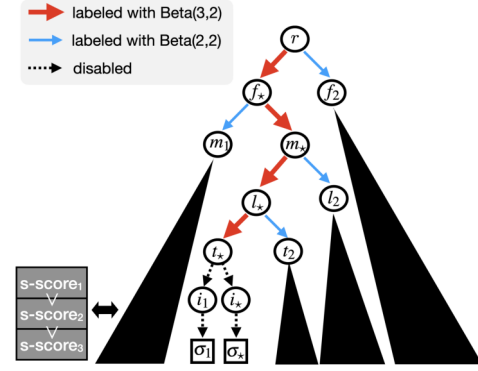 labeled with Beta(3,2)
labeled with Beta(2,2)
disabled
r
f⋆ f2
m1 m⋆
l⋆ l2
t⋆ t2
s-score1
s-score2
s-score3
i1 i⋆
σ1 σ⋆